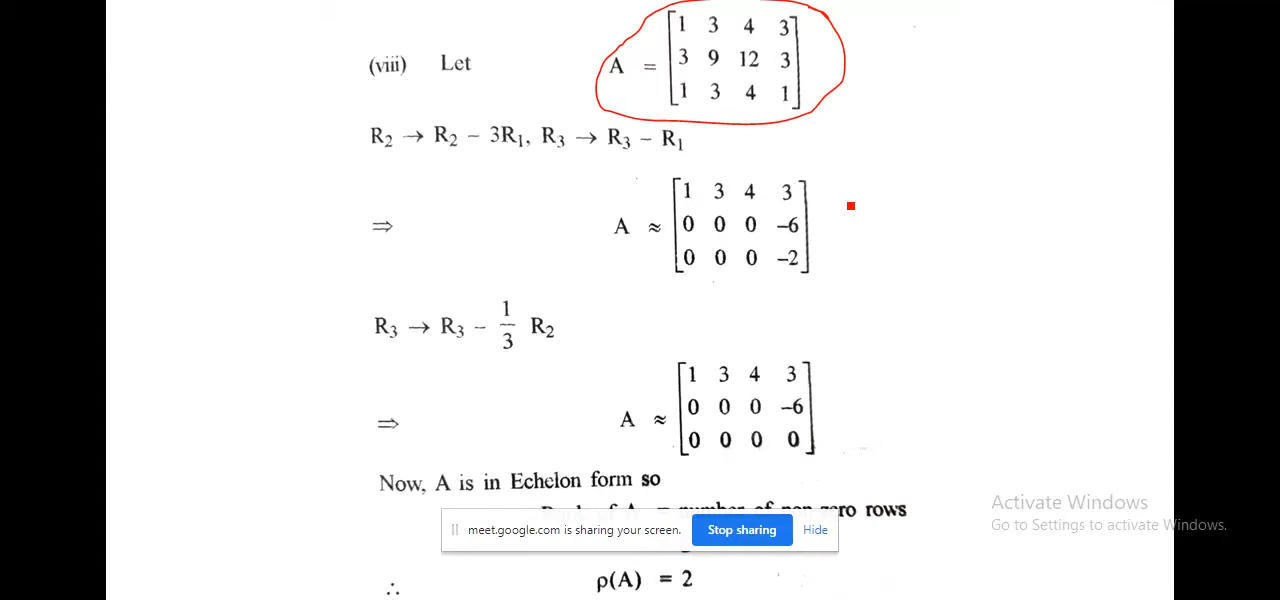 (viii) Let A = [1 3 4 3
3 9 12 3
1 3 4 1]
R₂ → R₂ − 3R₁, R₃ → R₃ − R₁
⇒ A ≈ [1 3 4 3
0 0 0 −6
0 0 0 −2]
R₃ → R₃ − 1/3 R₂
⇒ A ≈ [1 3 4 3
0 0 0 −6
0 0 0 0]
Now, A is in Echelon form so
rows
meet.google.com is sharing your screen. Stop sharing Hide
∴ ρ(A) = 2
Activate Windows
Go to Settings to activate Windows.